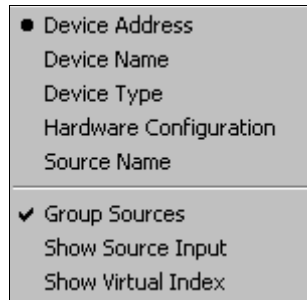 Device Address
Device Name
Device Type
Hardware Configuration
Source Name
Group Sources
Show Source Input
Show Virtual Index